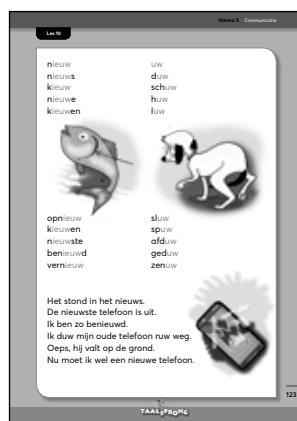 thema 5 Communicatie
Les 10
nieuw
nieuws
kieuw
nieuwe
kieuwen
uw
duw
schuw
huw
luw
opnieuw
kieuwen
nieuwste
benieuwd
vernieuw
sluw
spuw
afduw
geduw
zenuw
Het stond in het nieuws.
De nieuwste telefoon is uit.
Ik ben zo benieuwd.
Ik duw mijn oude telefoon ruw weg.
Oeps, hij valt op de grond.
Nu moet ik wel een nieuwe telefoon.
123
TAALSPRONG